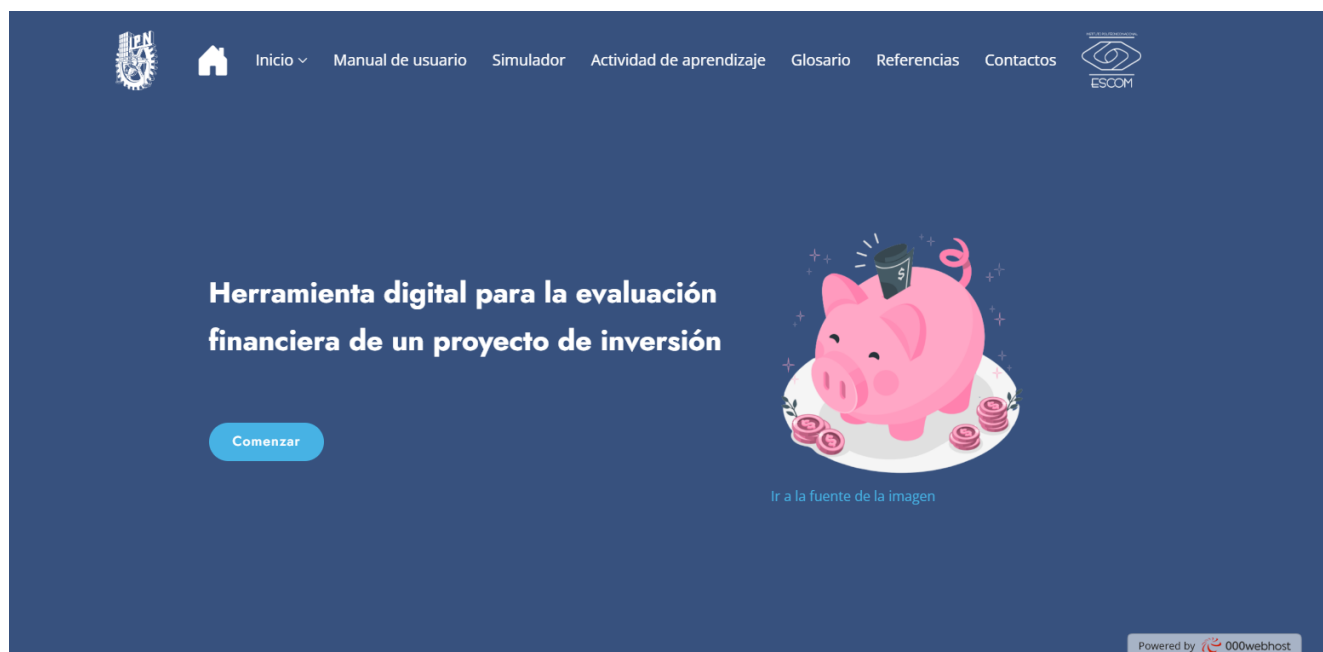 IPN
Inicio
Manual de usuario
Simulador
Actividad de aprendizaje
Glosario
Referencias
Contactos
ESCOM
Herramienta digital para la evaluación
financiera de un proyecto de inversión
Comenzar
Ir a la fuente de la imagen
Powered by 000webhost